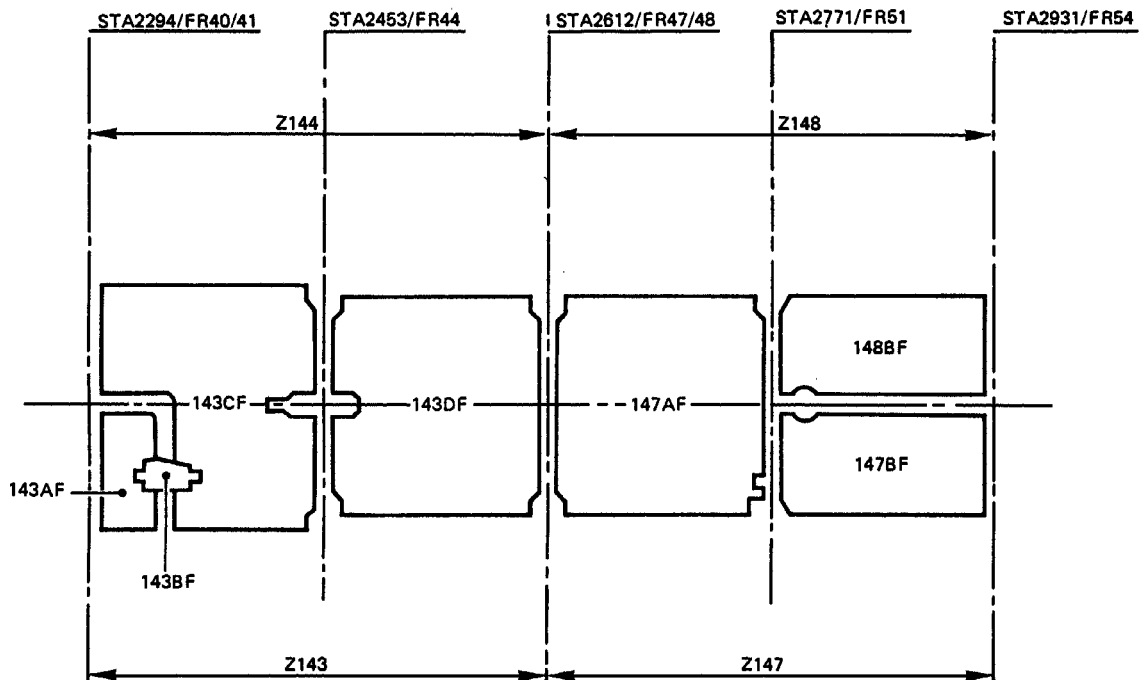 STA2294/FR40/41
STA2453/FR44
STA2612/FR47/48
STA2771/FR51
STA2931/FR54
Z144
Z148
148BF
143CF
143DF
147AF
147BF
143AF
143BF
Z143
Z147